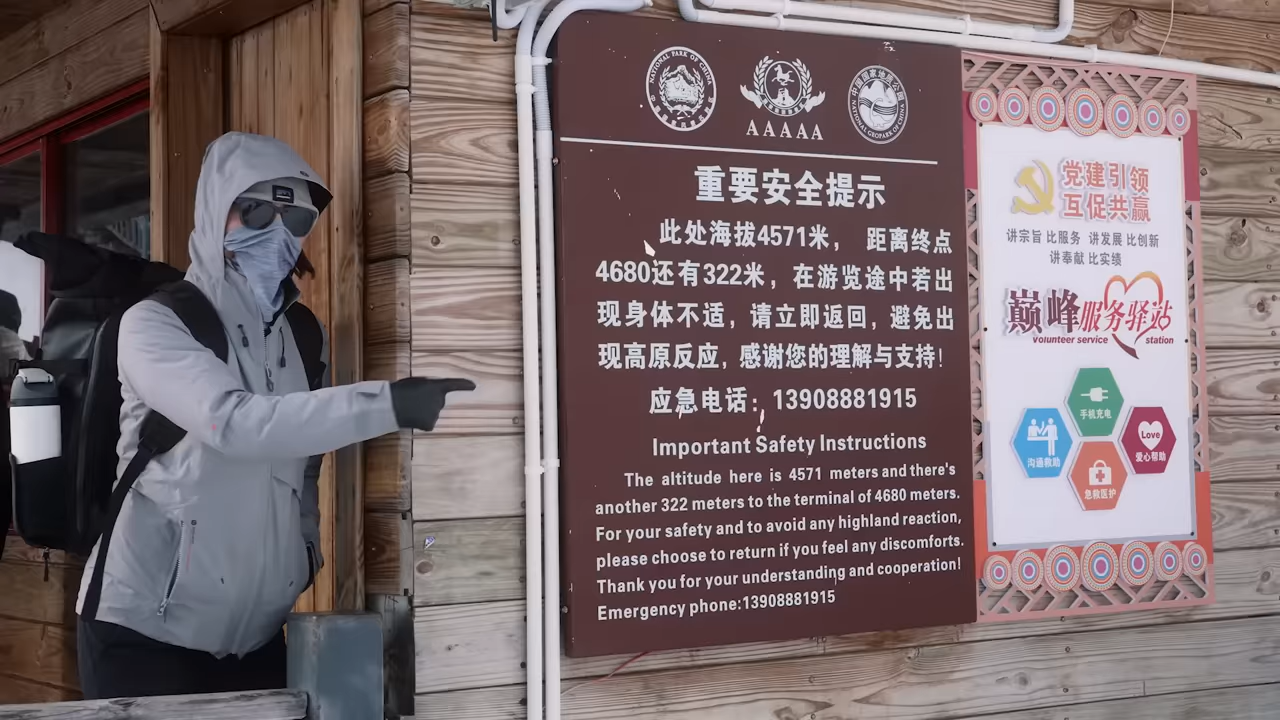 NATIONAL PARK OF CHINA
AAAAA
NATIONAL GEOPARK OF CHINA
重要安全提示
此处海拔4571米， 距离终点
4680还有322米，在游览途中若出
现身体不适，请立即返回，避免出
现高原反应，感谢您的理解与支持！
应急电话：13908881915
Important Safety Instructions
The altitude here is 4571 meters and there's
another 322 meters to the terminal of 4680 meters.
For your safety and to avoid any highland reaction,
please choose to return if you feel any discomforts.
Thank you for your understanding and cooperation!
Emergency phone:13908881915
党建引领
互促共赢
讲宗旨 比服务 讲发展 比创新
讲奉献 比实绩
巅峰服务驿站
volunteer service station
手机充电
沟通救助
Love
爱心帮助
急救医护